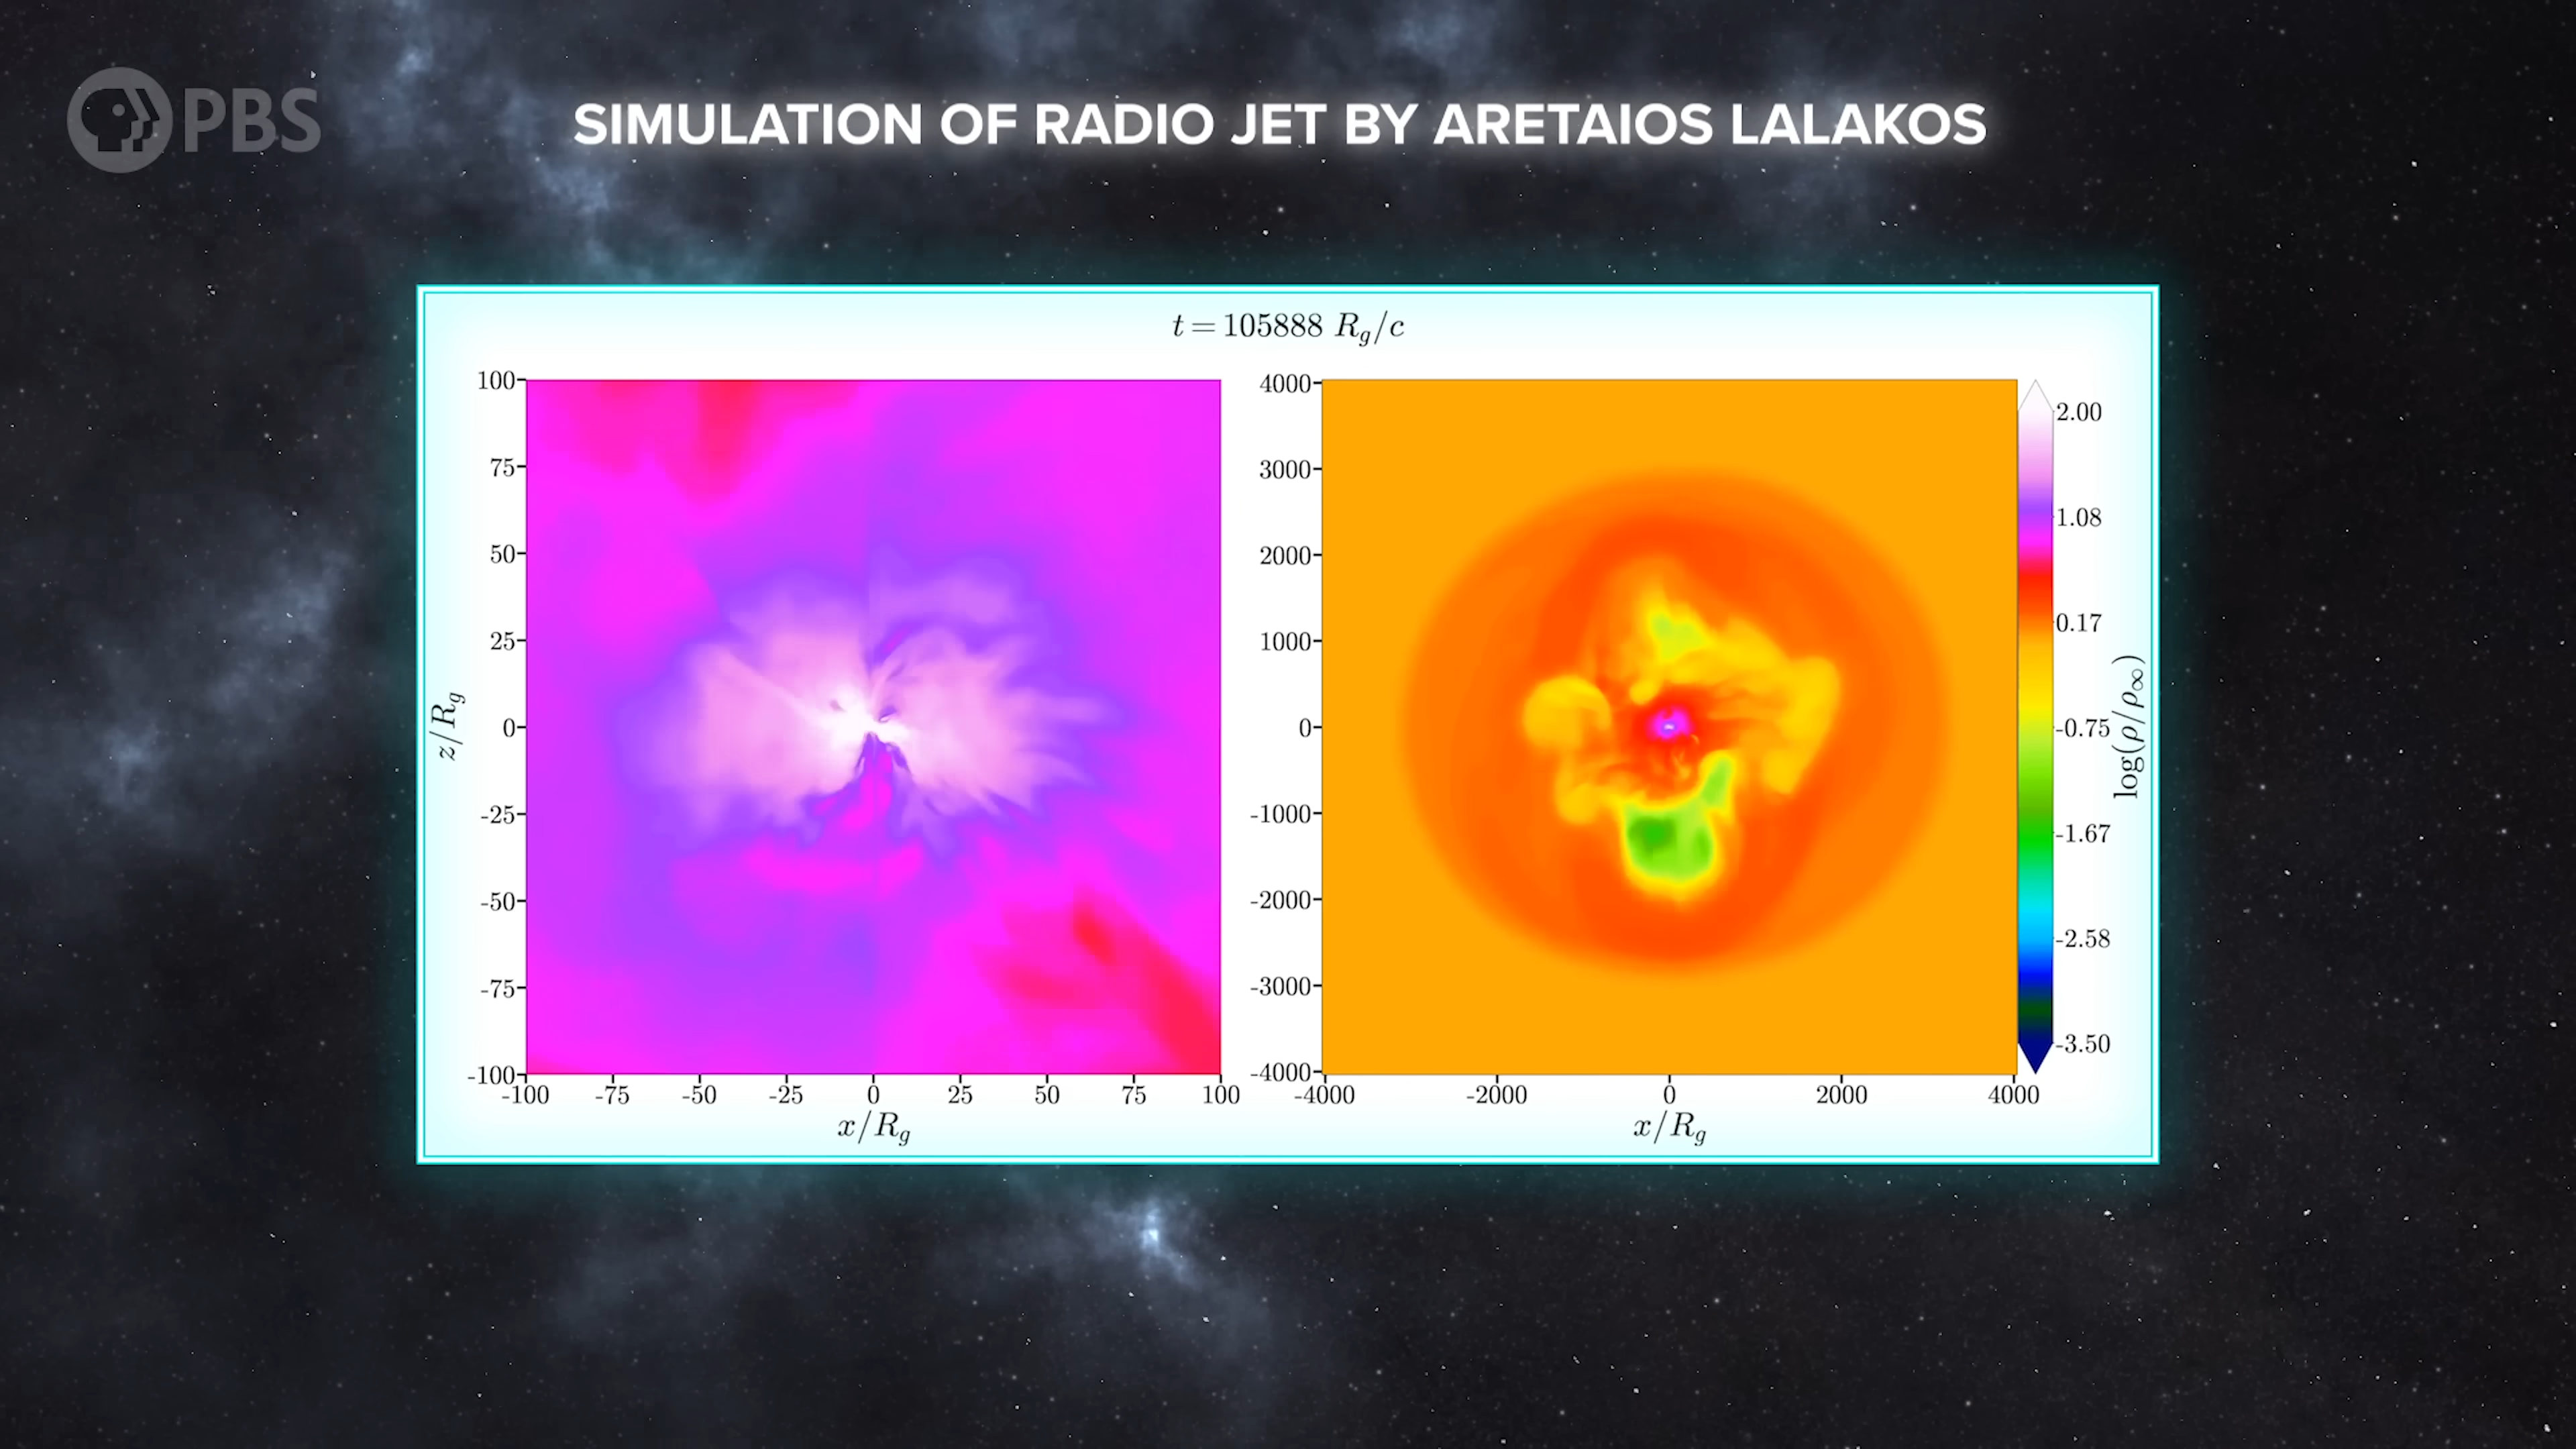 PBS
SIMULATION OF RADIO JET BY ARETAIOS LALAKOS
t = 105888 R_g/c
100
75
50
25
0
-25
-50
-75
-100
z/R_g
-100 -75 -50 -25 0 25 50 75 100
x/R_g
4000
3000
2000
1000
0
-1000
-2000
-3000
-4000
-4000 -2000 0 2000 4000
x/R_g
2.00
1.08
0.17
-0.75
-1.67
-2.58
-3.50
log(ρ/ρ_∞)